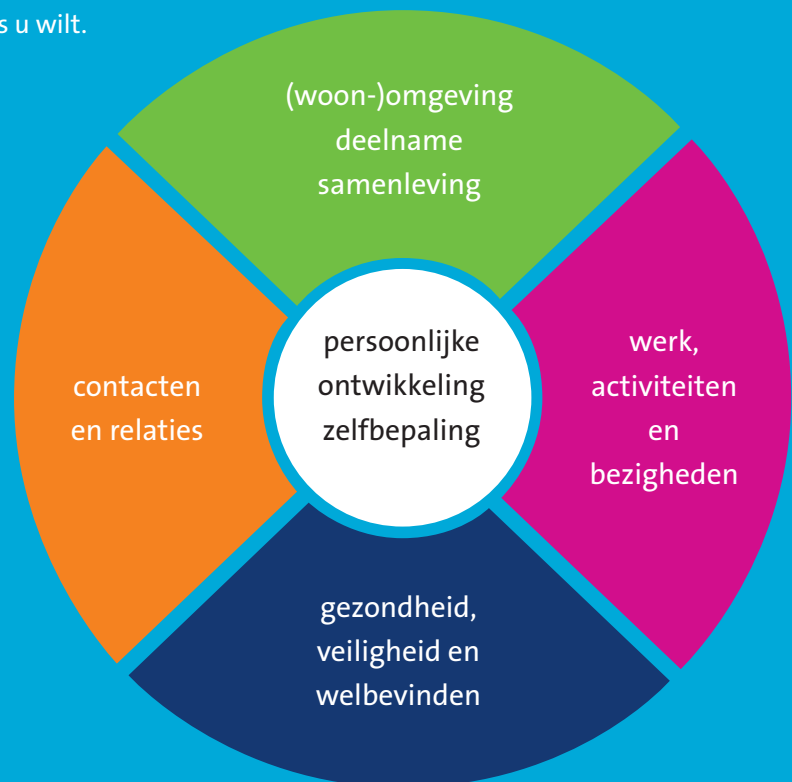 s u wilt.
(woon-)omgeving
deelname
samenleving
contacten
en relaties
persoonlijke
ontwikkeling
zelfbepaling
werk,
activiteiten
en
bezigheden
gezondheid,
veiligheid en
welbevinden